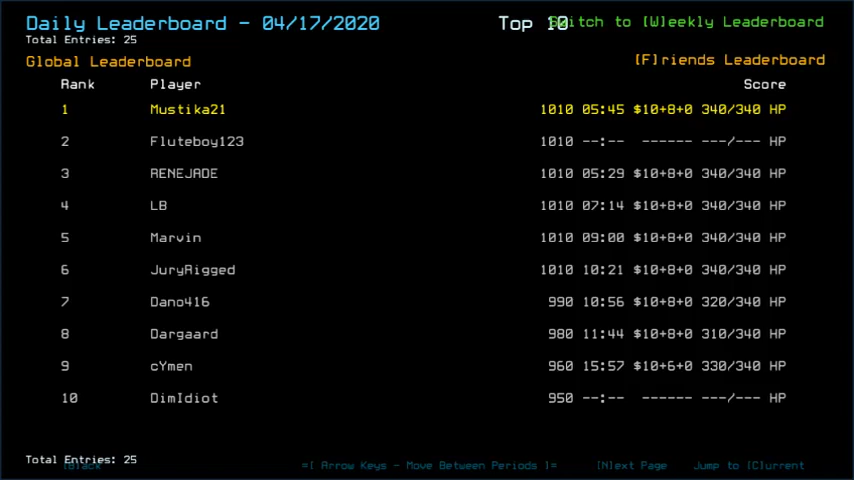 Daily Leaderboard - 04/17/2020 Top 10 Switch to [W]eekly Leaderboard
Total Entries: 25
Global Leaderboard [F]riends Leaderboard
Rank Player Score
1 Mustika21 1010 05:45 $10+8+0 340/340 HP
2 Fluteboy123 1010 --:-- ------ ---/--- HP
3 RENEJADE 1010 05:29 $10+8+0 340/340 HP
4 LB 1010 07:14 $10+8+0 340/340 HP
5 Marvin 1010 09:00 $10+8+0 340/340 HP
6 JuryRigged 1010 10:21 $10+8+0 340/340 HP
7 Dano416 990 10:56 $10+8+0 320/340 HP
8 Dargaard 980 11:44 $10+8+0 310/340 HP
9 cYmen 960 15:57 $10+6+0 330/340 HP
10 DimIdiot 950 --:-- ------ ---/--- HP
Total Entries: 25
[B]ack =[ Arrow Keys - Move Between Periods ]= [N]ext Page Jump to [C]urrent